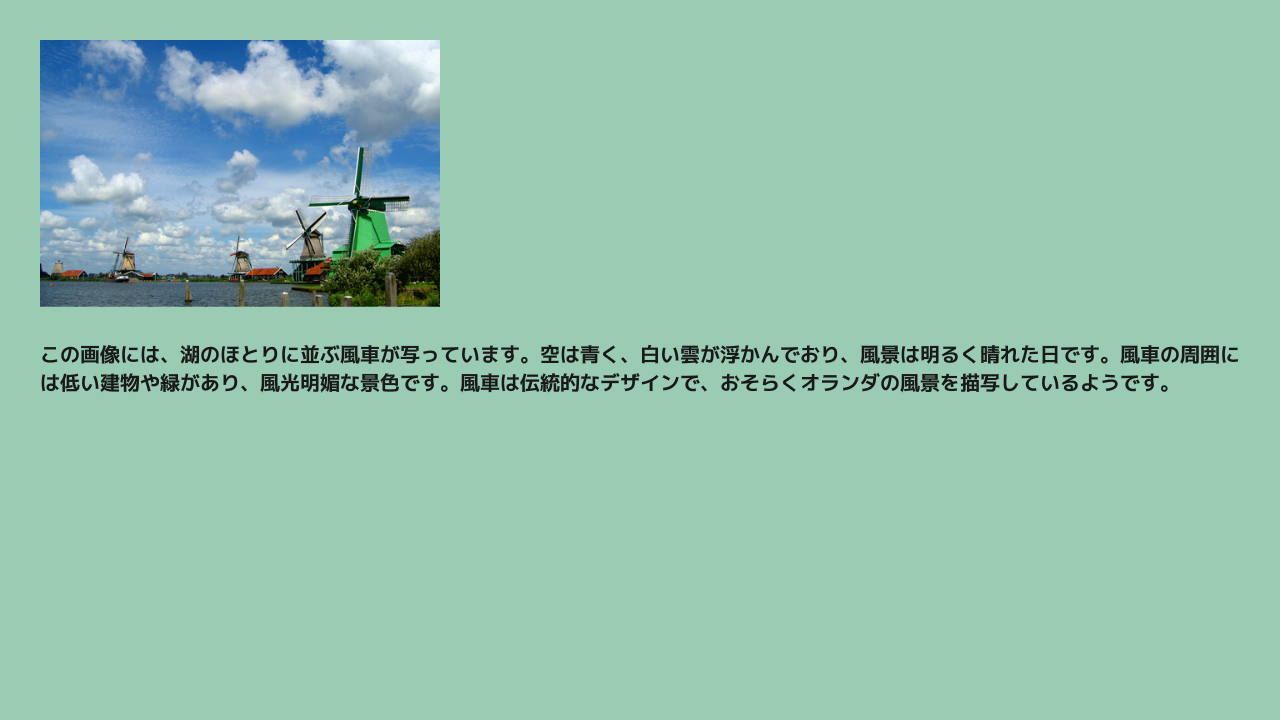 この画像には、湖のほとりに並ぶ風車が写っています。空は青く、白い雲が浮かんでおり、風景は明るく晴れた日です。風車の周囲に
は低い建物や緑があり、風光明媚な景色です。風車は伝統的なデザインで、おそらくオランダの風景を描写しているようです。